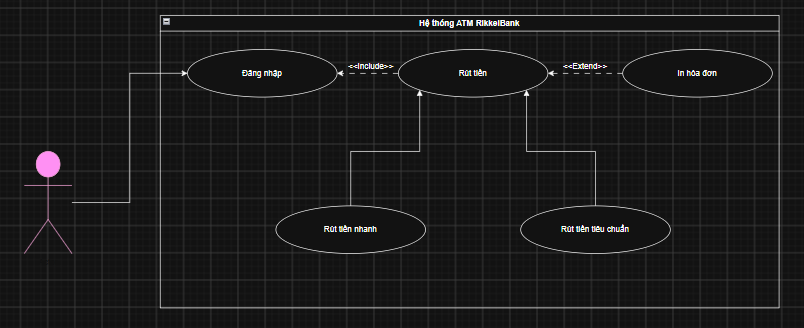 Hệ thống ATM RikkeiBank
Đăng nhập
<<Include>>
Rút tiền
<<Extend>>
In hóa đơn
Rút tiền nhanh
Rút tiền tiêu chuẩn